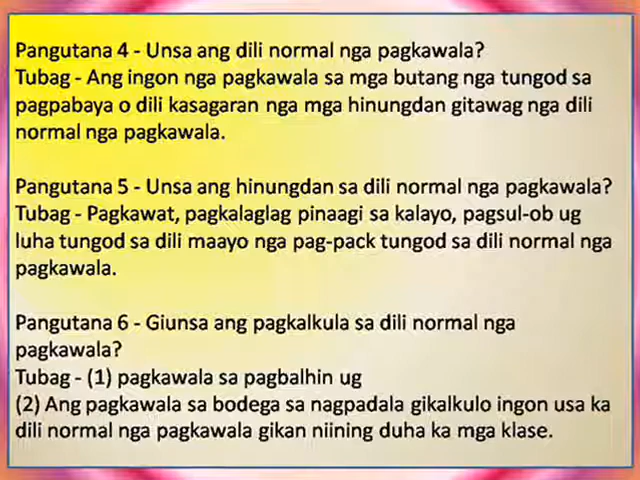 Pangutana 4 - Unsa ang dili normal nga pagkawala?
Tubag - Ang ingon nga pagkawala sa mga butang nga tungod sa
pagpabaya o dili kasagaran nga mga hinungdan gitawag nga dili
normal nga pagkawala.
Pangutana 5 - Unsa ang hinungdan sa dili normal nga pagkawala?
Tubag - Pagkawat, pagkalaglag pinaagi sa kalayo, pagsul-ob ug
luha tungod sa dili maayo nga pag-pack tungod sa dili normal nga
pagkawala.
Pangutana 6 - Giunsa ang pagkalkula sa dili normal nga
pagkawala?
Tubag - (1) pagkawala sa pagbalhin ug
(2) Ang pagkawala sa bodega sa nagpadala gikalkulo ingon usa ka
dili normal nga pagkawala gikan niining duha ka mga klase.